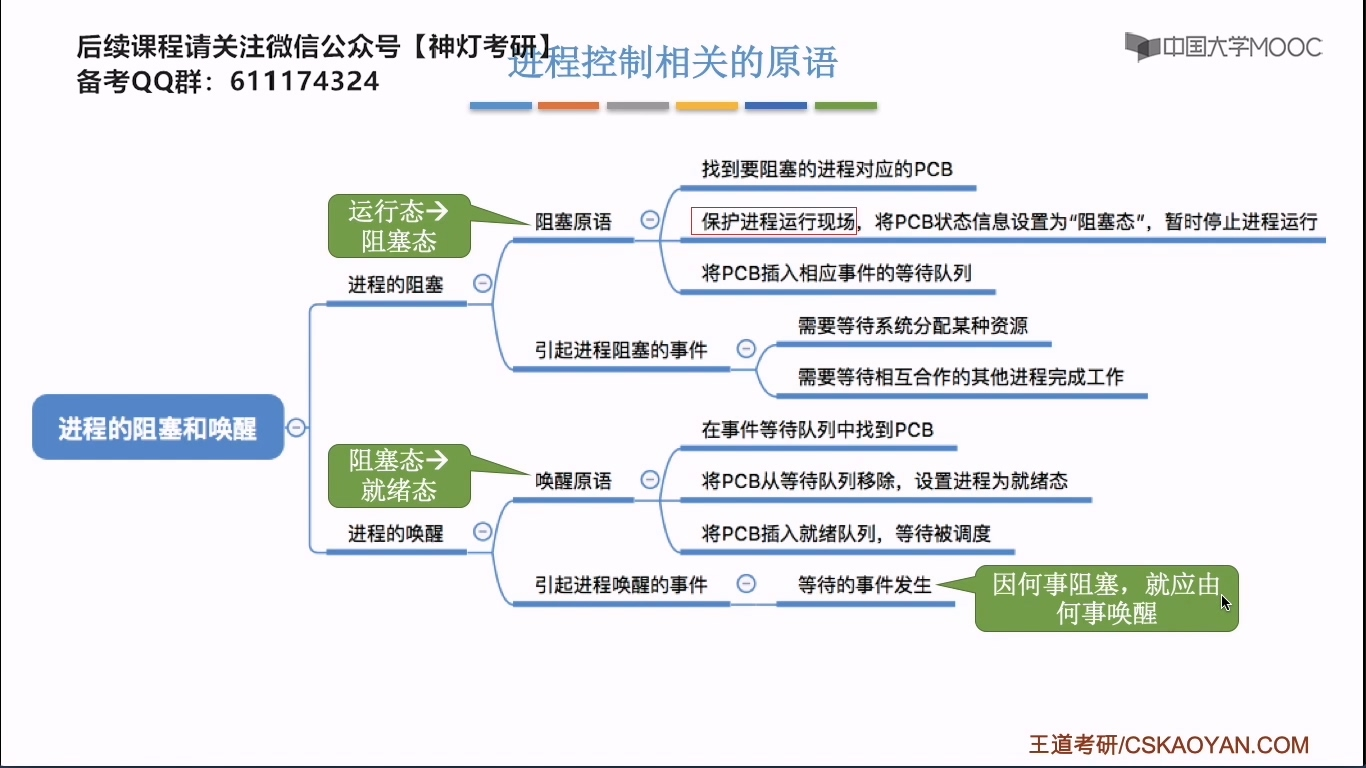 后续课程请关注微信公众号【神灯考研】
备考QQ群：611174324
进程控制相关的原语
中国大学MOOC
找到要阻塞的进程对应的PCB
运行态→
阻塞态
阻塞原语
保护进程运行现场，将PCB状态信息设置为“阻塞态”，暂时停止进程运行
将PCB插入相应事件的等待队列
进程的阻塞
需要等待系统分配某种资源
引起进程阻塞的事件
需要等待相互合作的其他进程完成工作
进程的阻塞和唤醒
在事件等待队列中找到PCB
阻塞态→
就绪态
唤醒原语
将PCB从等待队列移除，设置进程为就绪态
将PCB插入就绪队列，等待被调度
进程的唤醒
引起进程唤醒的事件
等待的事件发生
因何事阻塞，就应由
何事唤醒
王道考研/CSKAOYAN.COM